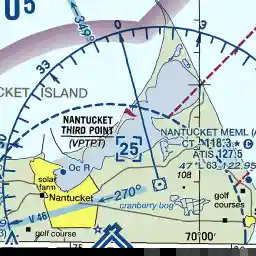 0⁵
349°
0
3
CKET ISLAND
NANTUCKET
THIRD POINT
(VPTPT)
NANTUCKET MEML (A
CT 118.3 ★ C
ATIS 127.5
47 L 63 122.95
25
Oc R
solar
farm
Nantucket
270°
cranberry bog
108
golf
courses
V 46
golf course
70°00'